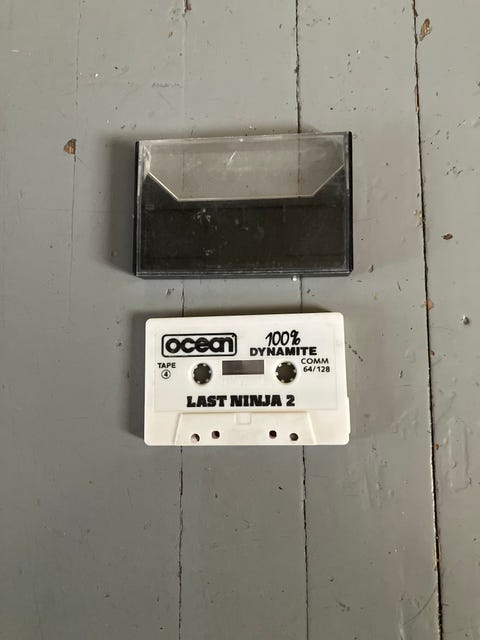 ocean
100%
DYNAMITE
TAPE
4
COMM
64/128
LAST NINJA 2